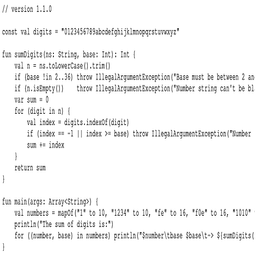 // version 1.1.0
const val digits = "0123456789abcdefghijklmnopqrstuvwxyz"
fun sumDigits(ns: String, base: Int): Int {
val n = ns.toLowerCase().trim()
if (base !in 2..36) throw IllegalArgumentException("Base must be between 2 an
if (n.isEmpty()) throw IllegalArgumentException("Number string can't be bl
var sum = 0
for (digit in n) {
val index = digits.indexOf(digit)
if (index == -1 || index >= base) throw IllegalArgumentException("Number
sum += index
}
return sum
}
fun main(args: Array<String>) {
val numbers = mapOf("1" to 10, "1234" to 10, "fe" to 16, "f0e" to 16, "1010"
println("The sum of digits is:")
for ((number, base) in numbers) println("$number\tbase $base\t-> ${sumDigits(
}